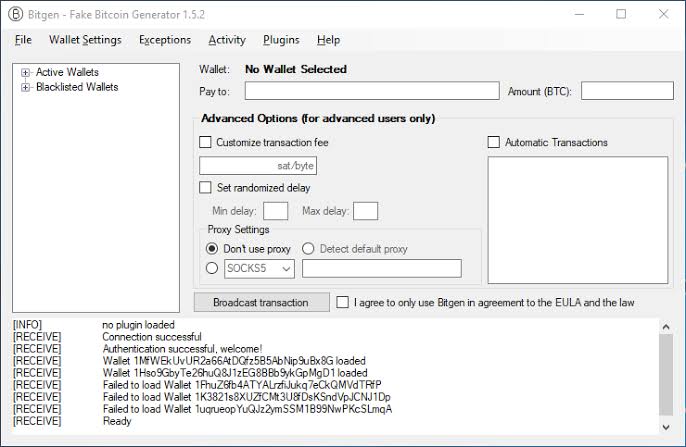 Bitgen - Fake Bitcoin Generator 1.5.2
File Wallet Settings Exceptions Activity Plugins Help
Active Wallets
Blacklisted Wallets
Wallet: No Wallet Selected
Pay to: Amount (BTC):
Advanced Options (for advanced users only)
Customize transaction fee
sat/byte
Set randomized delay
Min delay: Max delay:
Proxy Settings
Don't use proxy Detect default proxy
SOCKS5
Automatic Transactions
Broadcast transaction I agree to only use Bitgen in agreement to the EULA and the law
[INFO] no plugin loaded
[RECEIVE] Connection successful
[RECEIVE] Authentication successful, welcome!
[RECEIVE] Wallet 1MfWEkUvUR2a66AtDQfz5B5AbNip9uBx8G loaded
[RECEIVE] Wallet 1Hso9GbyTe26huQ8J1zEG8BBb9ykGpMgD1 loaded
[RECEIVE] Failed to load Wallet 1FhuZ6fb4ATYALrzfiJukq7eCkQMVdTRfP
[RECEIVE] Failed to load Wallet 1K3821s8XUZfCMt3U8fDsKSndVpJCNJ1Dp
[RECEIVE] Failed to load Wallet 1uqrueopYuQJz2ymSSM1B99NwPKcSLmqA
[RECEIVE] Ready